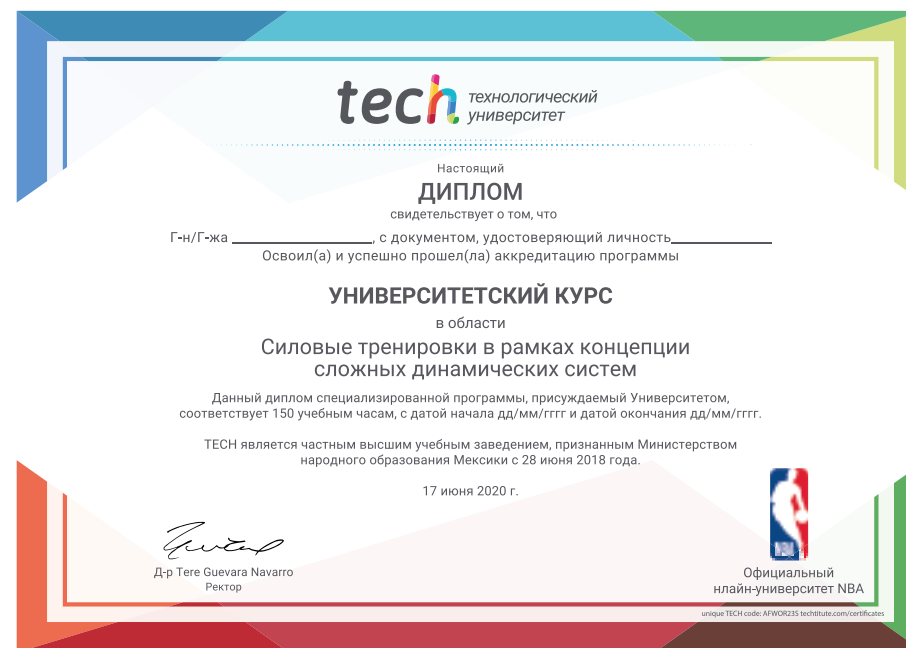 tech технологический
университет
Настоящий
ДИПЛОМ
свидетельствует о том, что
Г-н/Г-жа ____________________, с документом, удостоверяющий личность______________
Освоил(а) и успешно прошел(ла) аккредитацию программы
УНИВЕРСИТЕТСКИЙ КУРС
в области
Силовые тренировки в рамках концепции
сложных динамических систем
Данный диплом специализированной программы, присуждаемый Университетом,
соответствует 150 учебным часам, с датой начала дд/мм/гггг и датой окончания дд/мм/гггг.
TECH является частным высшим учебным заведением, признанным Министерством
народного образования Мексики с 28 июня 2018 года.
17 июня 2020 г.
Д-р Tere Guevara Navarro
Ректор
NBA
Официальный
нлайн-университет NBA
unique TECH code: AFWOR23S techtitute.com/certificates